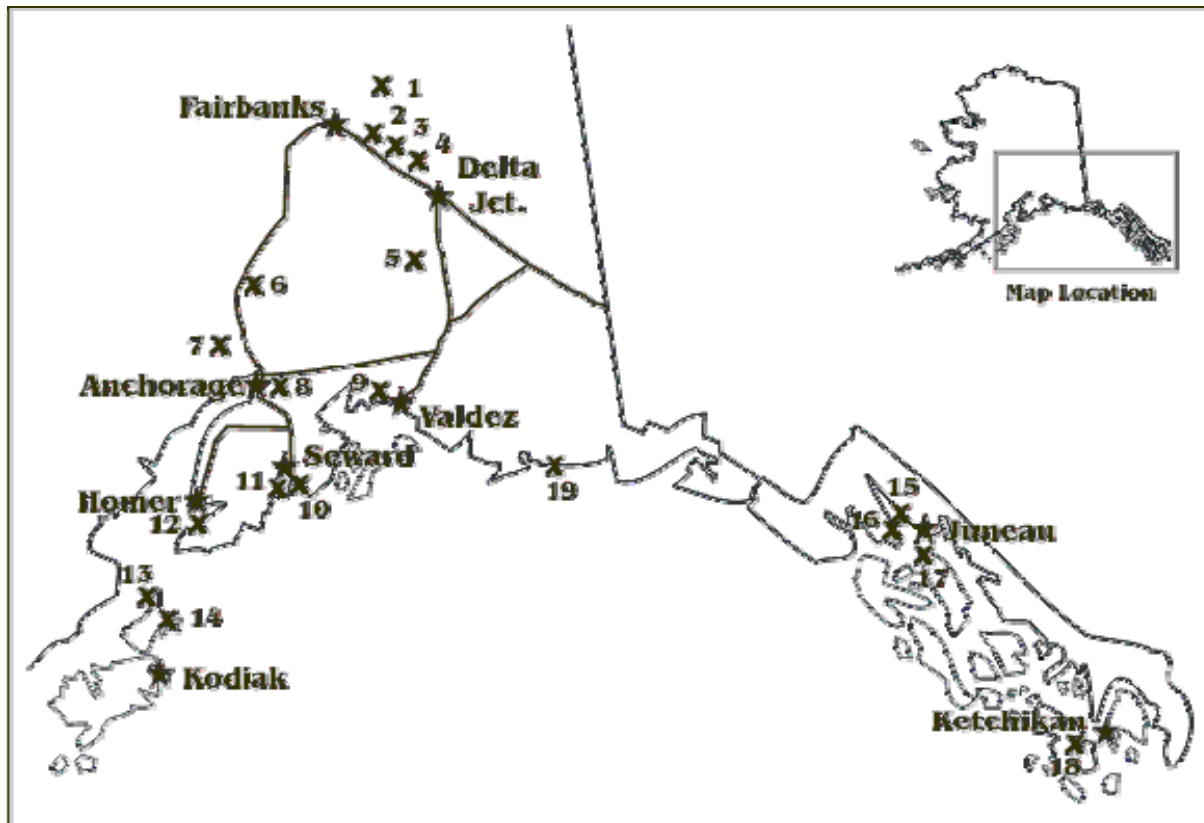 1
Fairbanks
2
3
4
Delta
Jct.
5
6
Map Location
7
Anchorage
8
9
Valdez
Seward
11
10
Homer
12
19
15
16
Juneau
17
13
14
Kodiak
Ketchikan
18